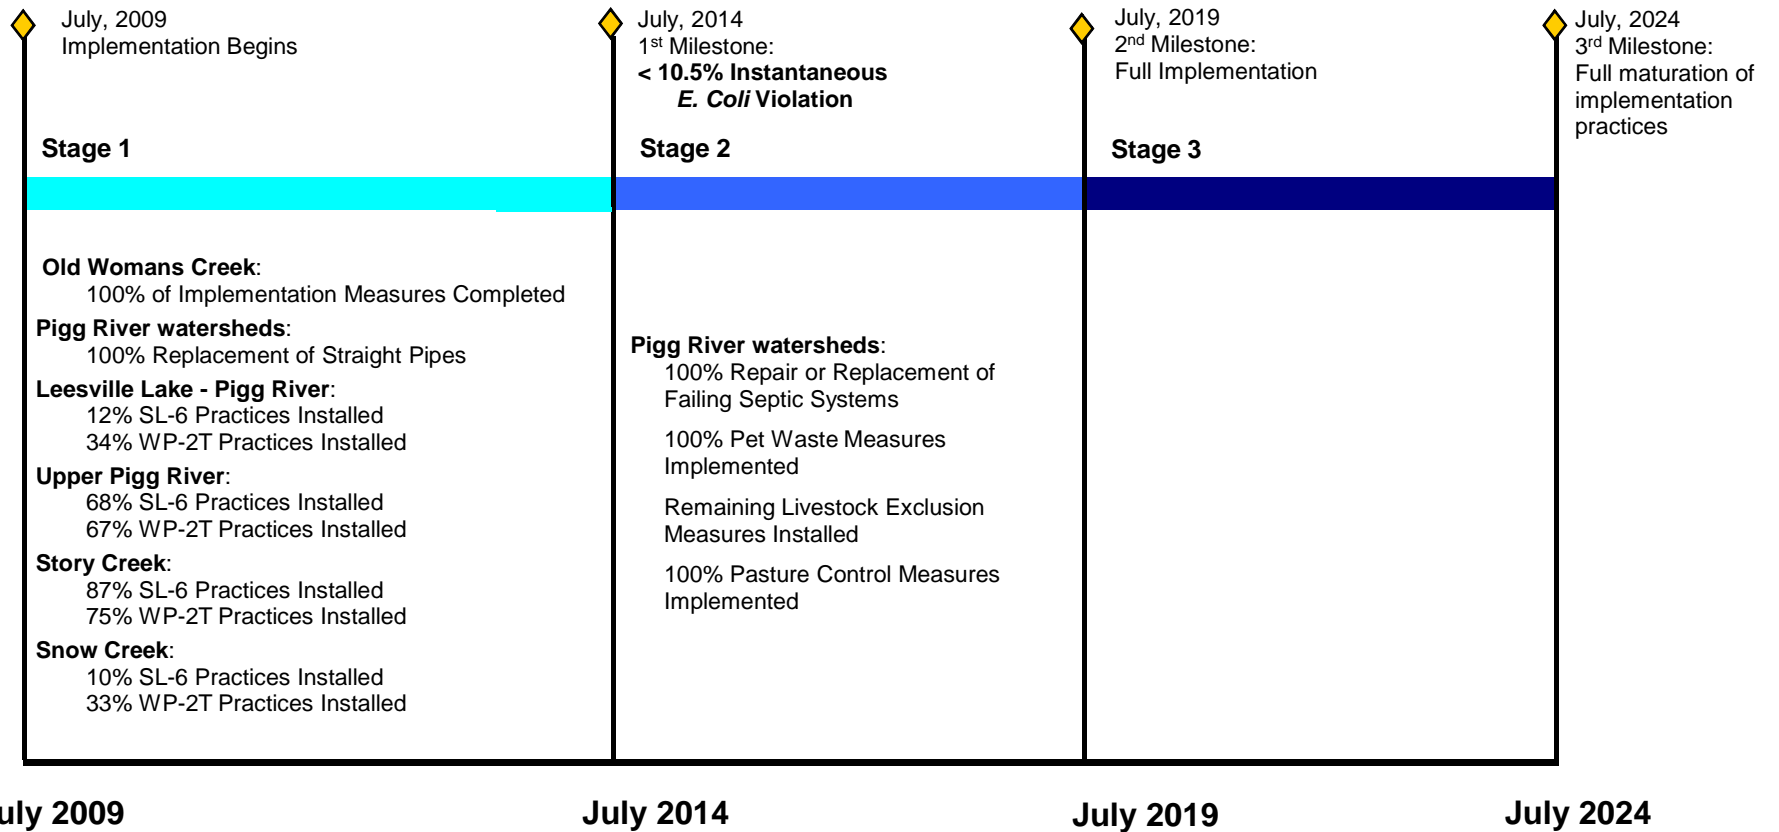 July, 2009
Implementation Begins
July, 2014
1st Milestone:
< 10.5% Instantaneous
E. Coli Violation
July, 2019
2nd Milestone:
Full Implementation
July, 2024
3rd Milestone:
Full maturation of
implementation
practices
Stage 1
Stage 2
Stage 3
Old Womans Creek:
100% of Implementation Measures Completed
Pigg River watersheds:
100% Replacement of Straight Pipes
Leesville Lake - Pigg River:
12% SL-6 Practices Installed
34% WP-2T Practices Installed
Upper Pigg River:
68% SL-6 Practices Installed
67% WP-2T Practices Installed
Story Creek:
87% SL-6 Practices Installed
75% WP-2T Practices Installed
Snow Creek:
10% SL-6 Practices Installed
33% WP-2T Practices Installed
Pigg River watersheds:
100% Repair or Replacement of
Failing Septic Systems
100% Pet Waste Measures
Implemented
Remaining Livestock Exclusion
Measures Installed
100% Pasture Control Measures
Implemented
uly 2009
July 2014
July 2019
July 2024